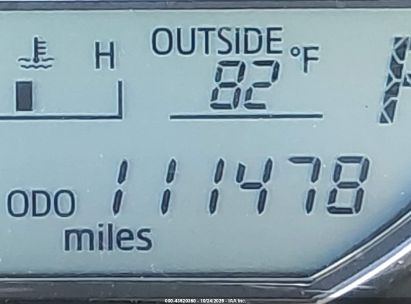 H OUTSIDE °F
82
ODO 111478
miles